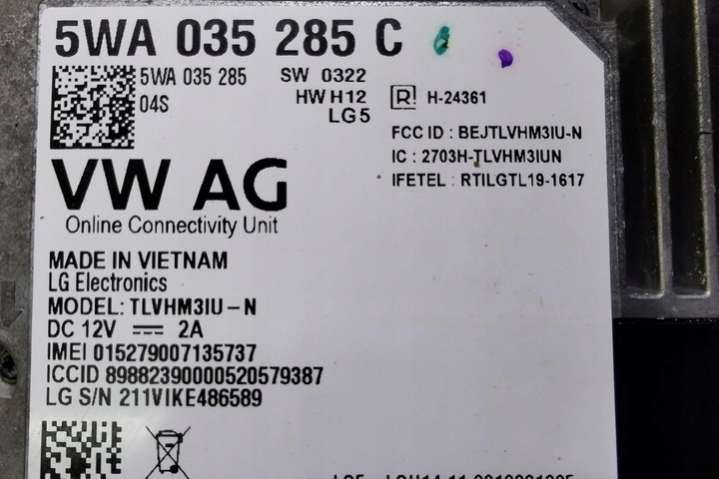 5WA 035 285 C
5WA 035 285
04S
SW 0322
HW H12
LG5
R H-24361
FCC ID : BEJTLVHM3IU-N
IC : 2703H-TLVHM3IUN
IFETEL : RTILGTL19-1617
VW AG
Online Connectivity Unit
MADE IN VIETNAM
LG Electronics
MODEL: TLVHM3IU-N
DC 12V 2A
IMEI 015279007135737
ICCID 89882390000520579387
LG S/N 211VIKE486589